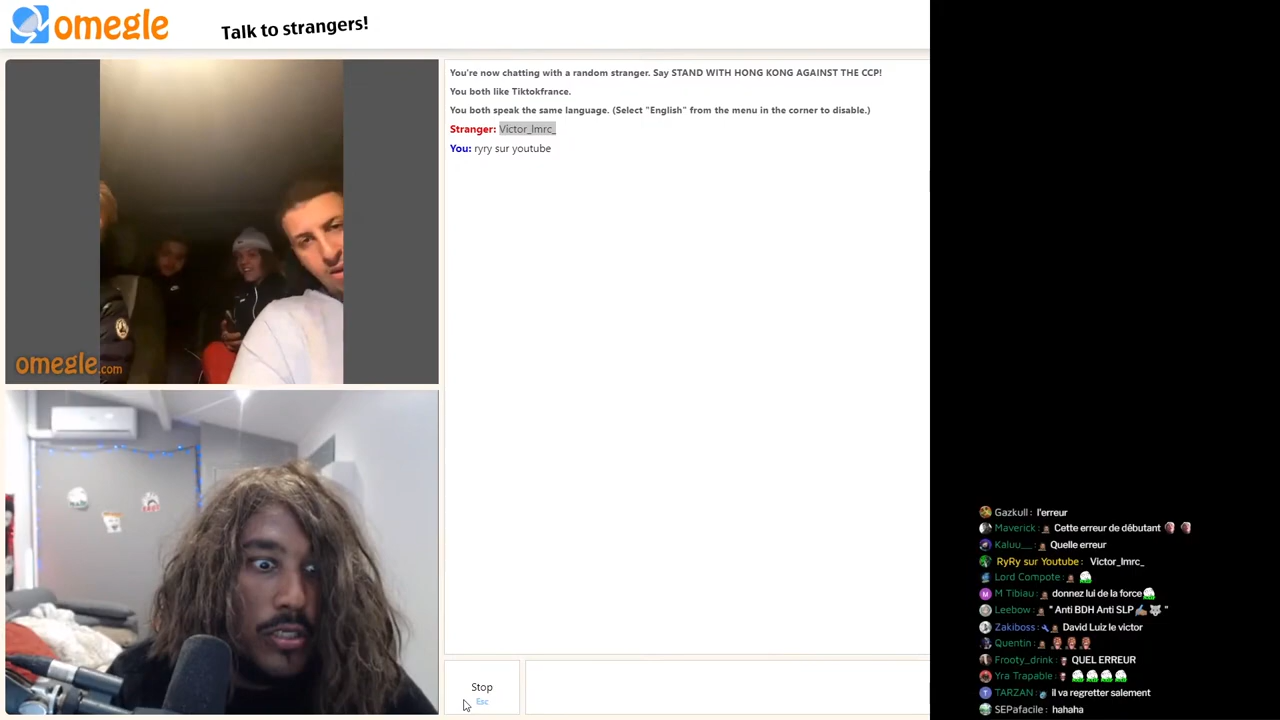 omegle
Talk to strangers!
You're now chatting with a random stranger. Say STAND WITH HONG KONG AGAINST THE CCP!
You both like Tiktokfrance.
You both speak the same language. (Select "English" from the menu in the corner to disable.)
Stranger: Victor_lmrc_
You: ryry sur youtube
omegle.com
Stop
Esc
Gazkull : l'erreur
Maverick : Cette erreur de débutant
Kaluu__ : Quelle erreur
RyRy sur Youtube : Victor_lmrc_
Lord Compote :
M Tibiau : donnez lui de la force
Leebow : " Anti BDH Anti SLP "
Zakiboss : David Luiz le victor
Quentin :
Frooty_drink : QUEL ERREUR
Yra Trapable :
TARZAN : il va regretter salement
SEPafacile : hahaha